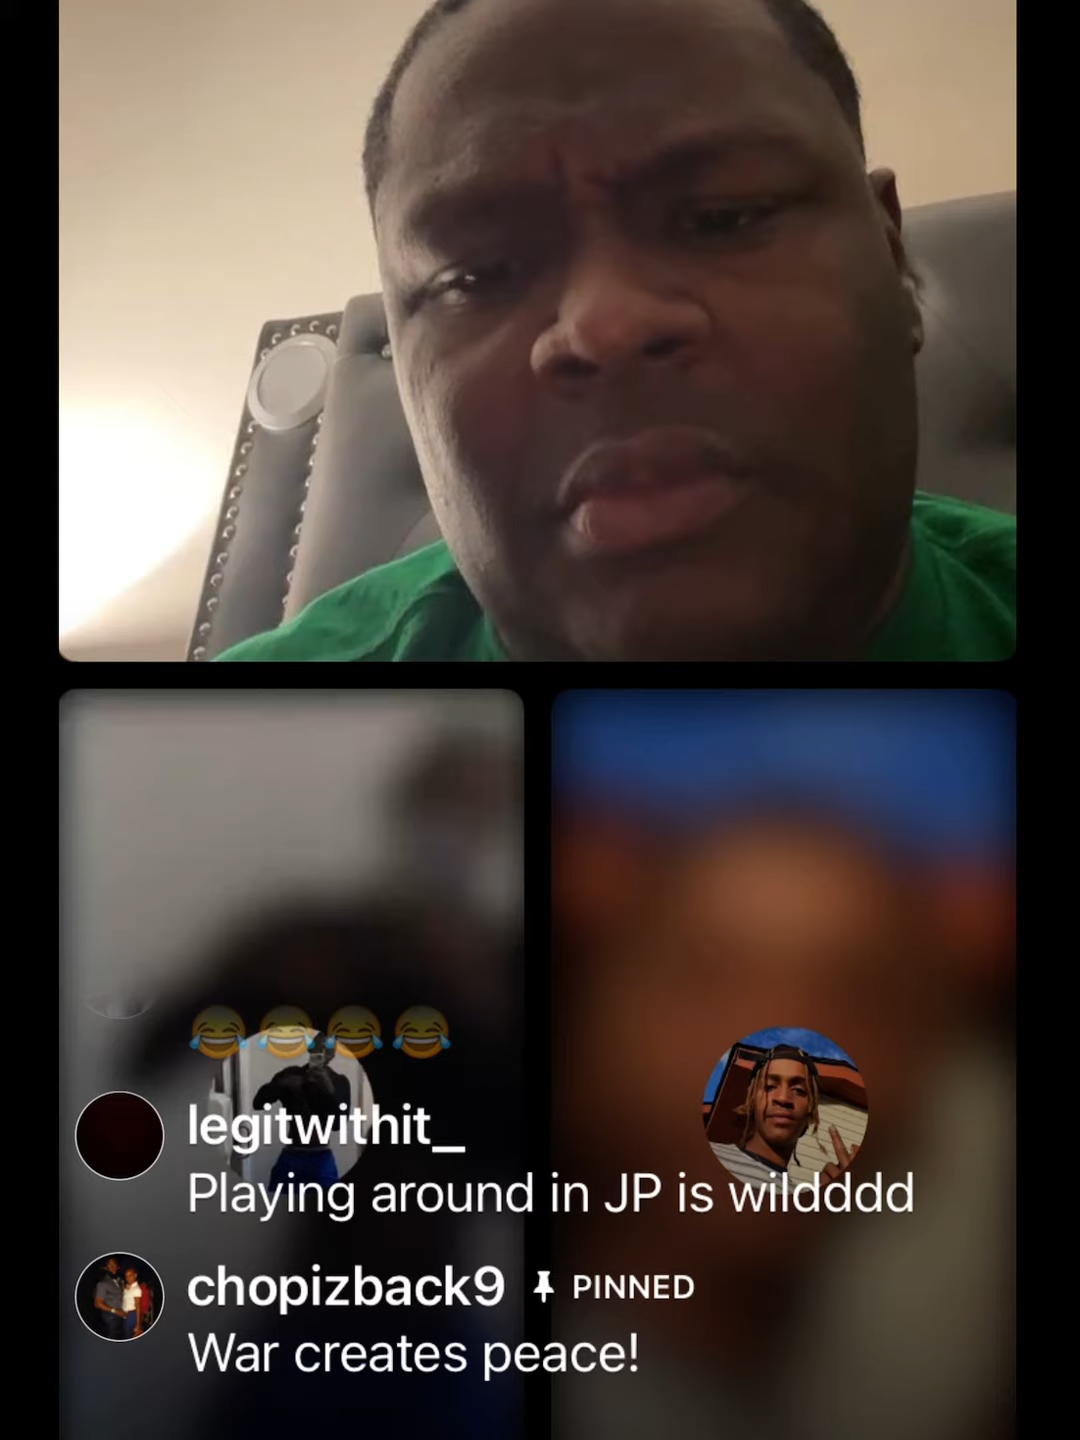 😂😂😂😂
legitwithit_
Playing around in JP is wildddd
chopizback9 PINNED
War creates peace!